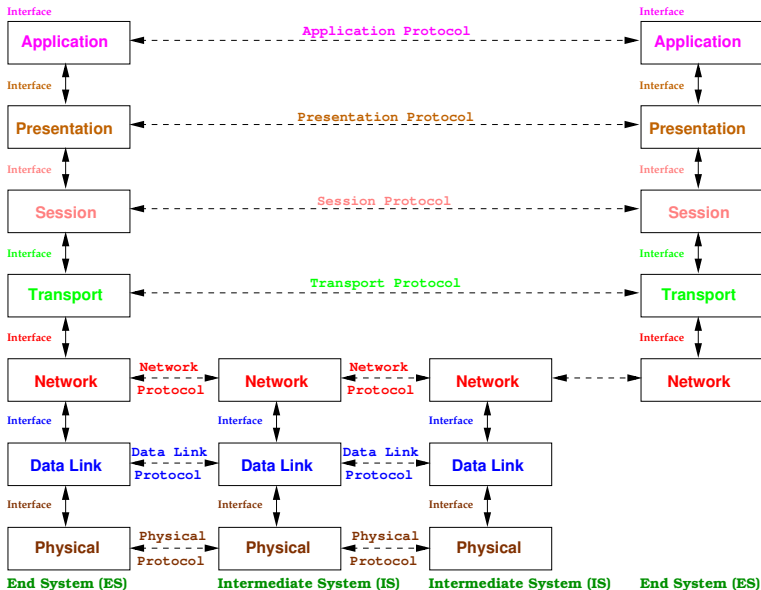 Interface Interface
Application Application Protocol Application
Interface Interface
Presentation Presentation Protocol Presentation
Interface Interface
Session Session Protocol Session
Interface Interface
Transport Transport Protocol Transport
Interface Interface
Network Network Protocol Network Network Protocol Network Network
Interface Interface Interface
Data Link Data Link Protocol Data Link Data Link Protocol Data Link
Interface Interface Interface
Physical Physical Protocol Physical Physical Protocol Physical
End System (ES) Intermediate System (IS) Intermediate System (IS) End System (ES)